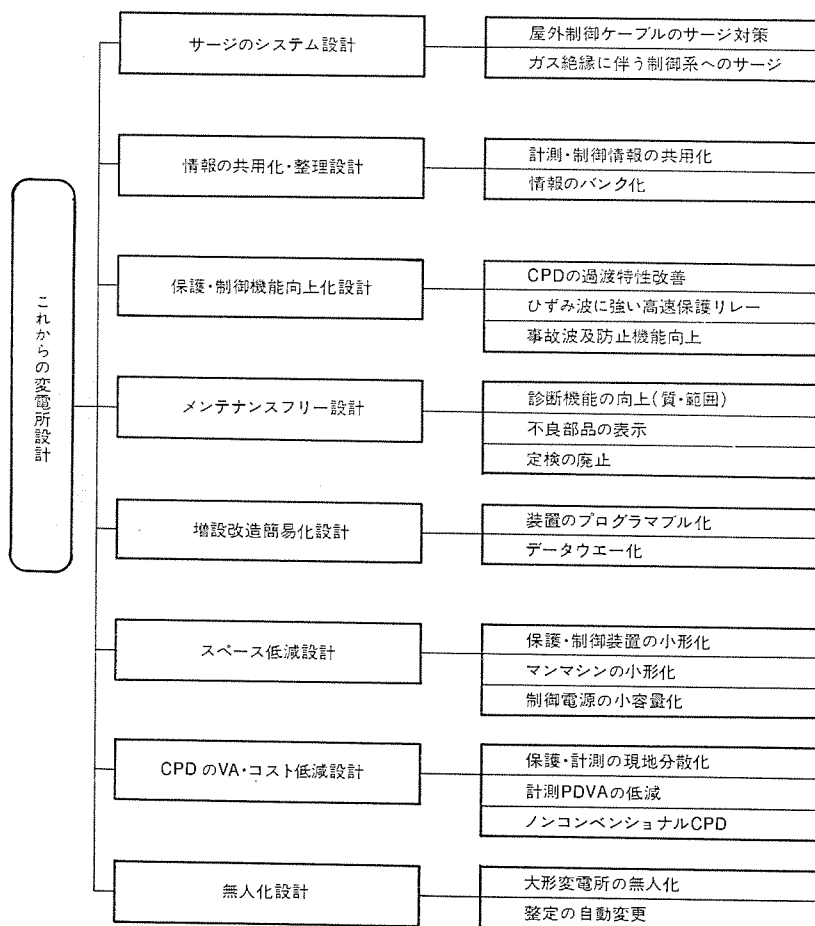 これからの変電所設計
サージのシステム設計
屋外制御ケーブルのサージ対策
ガス絶縁に伴う制御系へのサージ
情報の共用化・整理設計
計測・制御情報の共用化
情報のバンク化
保護・制御機能向上化設計
CPDの過渡特性改善
ひずみ波に強い高速保護リレー
事故波及防止機能向上
メンテナンスフリー設計
診断機能の向上(質・範囲)
不良部品の表示
定検の廃止
増設改造簡易化設計
装置のプログラマブル化
データウエー化
スペース低減設計
保護・制御装置の小形化
マンマシンの小形化
制御電源の小容量化
CPDのVA・コスト低減設計
保護・計測の現地分散化
計測PDVAの低減
ノンコンベンショナルCPD
無人化設計
大形変電所の無人化
整定の自動変更